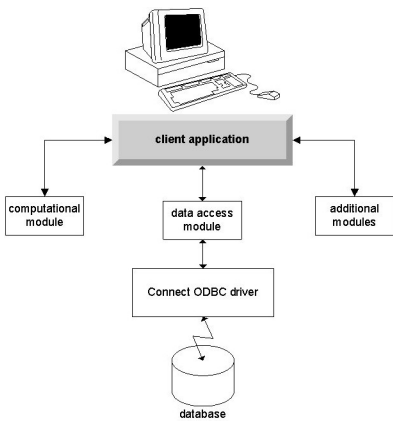 client application
computational
module
data access
module
additional
modules
Connect ODBC driver
database